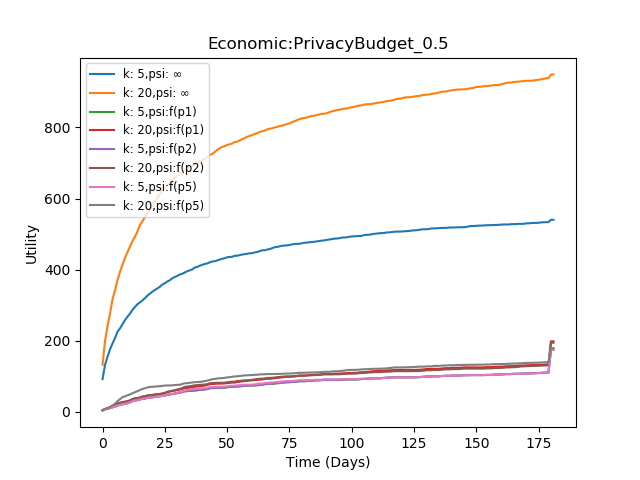 Economic:PrivacyBudget_0.5
k: 5,psi: ∞
k: 20,psi: ∞
k: 5,psi:f(p1)
k: 20,psi:f(p1)
k: 5,psi:f(p2)
k: 20,psi:f(p2)
k: 5,psi:f(p5)
k: 20,psi:f(p5)
Utility
800
600
400
200
0
0 25 50 75 100 125 150 175
Time (Days)